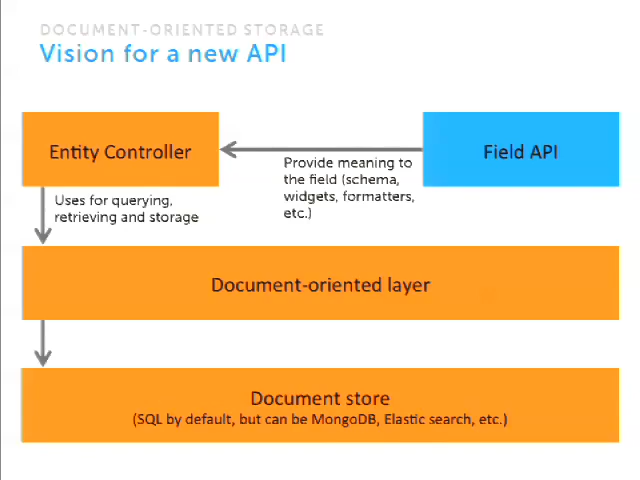 DOCUMENT-ORIENTED STORAGE
Vision for a new API
Entity Controller
Field API
Provide meaning to
the field (schema,
widgets, formatters,
etc.)
Uses for querying,
retrieving and storage
Document-oriented layer
Document store
(SQL by default, but can be MongoDB, Elastic search, etc.)